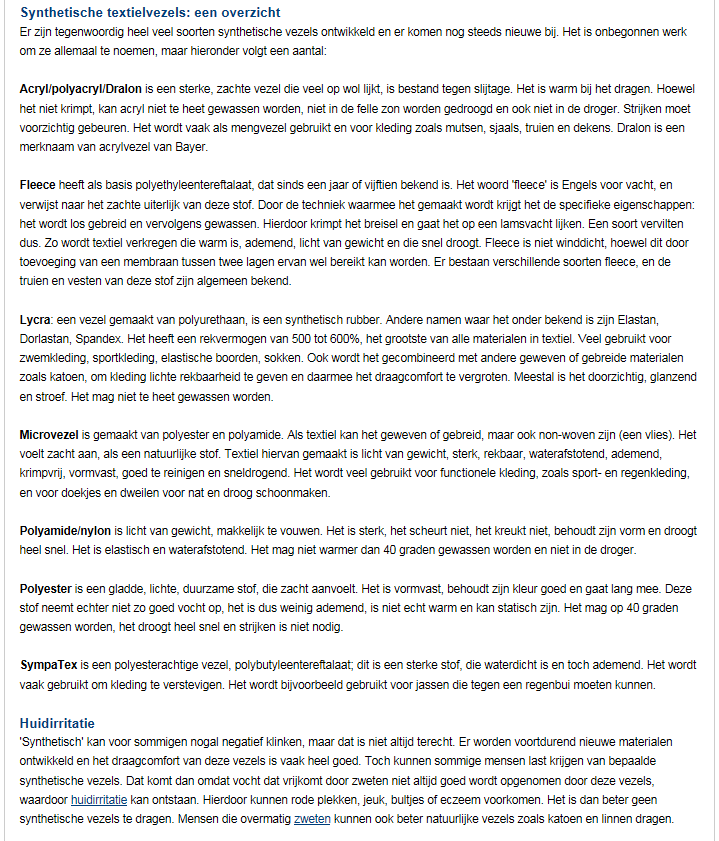 Synthetische textielvezels: een overzicht
Er zijn tegenwoordig heel veel soorten synthetische vezels ontwikkeld en er komen nog steeds nieuwe bij. Het is onbegonnen werk
om ze allemaal te noemen, maar hieronder volgt een aantal:
Acryl/polyacryl/Dralon is een sterke, zachte vezel die veel op wol lijkt, is bestand tegen slijtage. Het is warm bij het dragen. Hoewel
het niet krimpt, kan acryl niet te heet gewassen worden, niet in de felle zon worden gedroogd en ook niet in de droger. Strijken moet
voorzichtig gebeuren. Het wordt vaak als mengvezel gebruikt en voor kleding zoals mutsen, sjaals, truien en dekens. Dralon is een
merknaam van acrylvezel van Bayer.
Fleece heeft als basis polyethyleentereftalaat, dat sinds een jaar of vijftien bekend is. Het woord 'fleece' is Engels voor vacht, en
verwijst naar het zachte uiterlijk van deze stof. Door de techniek waarmee het gemaakt wordt krijgt het de specifieke eigenschappen:
het wordt los gebreid en vervolgens gewassen. Hierdoor krimpt het breisel en gaat het op een lamsvacht lijken. Een soort vervilten
dus. Zo wordt textiel verkregen die warm is, ademend, licht van gewicht en die snel droogt. Fleece is niet winddicht, hoewel dit door
toevoeging van een membraan tussen twee lagen ervan wel bereikt kan worden. Er bestaan verschillende soorten fleece, en de
truien en vesten van deze stof zijn algemeen bekend.
Lycra: een vezel gemaakt van polyurethaan, is een synthetisch rubber. Andere namen waar het onder bekend is zijn Elastan,
Dorlastan, Spandex. Het heeft een rekvermogen van 500 tot 600%, het grootste van alle materialen in textiel. Veel gebruikt voor
zwemkleding, sportkleding, elastische boorden, sokken. Ook wordt het gecombineerd met andere geweven of gebreide materialen
zoals katoen, om kleding lichte rekbaarheid te geven en daarmee het draagcomfort te vergroten. Meestal is het doorzichtig, glanzend
en stroef. Het mag niet te heet gewassen worden.
Microvezel is gemaakt van polyester en polyamide. Als textiel kan het geweven of gebreid, maar ook non-woven zijn (een vlies). Het
voelt zacht aan, als een natuurlijke stof. Textiel hiervan gemaakt is licht van gewicht, sterk, rekbaar, waterafstotend, ademend,
krimpvrij, vormvast, goed te reinigen en sneldrogend. Het wordt veel gebruikt voor functionele kleding, zoals sport- en regenkleding,
en voor doekjes en dweilen voor nat en droog schoonmaken.
Polyamide/nylon is licht van gewicht, makkelijk te vouwen. Het is sterk, het scheurt niet, het kreukt niet, behoudt zijn vorm en droogt
heel snel. Het is elastisch en waterafstotend. Het mag niet warmer dan 40 graden gewassen worden en niet in de droger.
Polyester is een gladde, lichte, duurzame stof, die zacht aanvoelt. Het is vormvast, behoudt zijn kleur goed en gaat lang mee. Deze
stof neemt echter niet zo goed vocht op, het is dus weinig ademend, is niet echt warm en kan statisch zijn. Het mag op 40 graden
gewassen worden, het droogt heel snel en strijken is niet nodig.
SympaTex is een polyesterachtige vezel, polybutyleentereftalaat; dit is een sterke stof, die waterdicht is en toch ademend. Het wordt
vaak gebruikt om kleding te verstevigen. Het wordt bijvoorbeeld gebruikt voor jassen die tegen een regenbui moeten kunnen.
Huidirritatie
'Synthetisch' kan voor sommigen nogal negatief klinken, maar dat is niet altijd terecht. Er worden voortdurend nieuwe materialen
ontwikkeld en het draagcomfort van deze vezels is vaak heel goed. Toch kunnen sommige mensen last krijgen van bepaalde
synthetische vezels. Dat komt dan omdat vocht dat vrijkomt door zweten niet altijd goed wordt opgenomen door deze vezels,
waardoor huidirritatie kan ontstaan. Hierdoor kunnen rode plekken, jeuk, bultjes of eczeem voorkomen. Het is dan beter geen
synthetische vezels te dragen. Mensen die overmatig zweten kunnen ook beter natuurlijke vezels zoals katoen en linnen dragen.